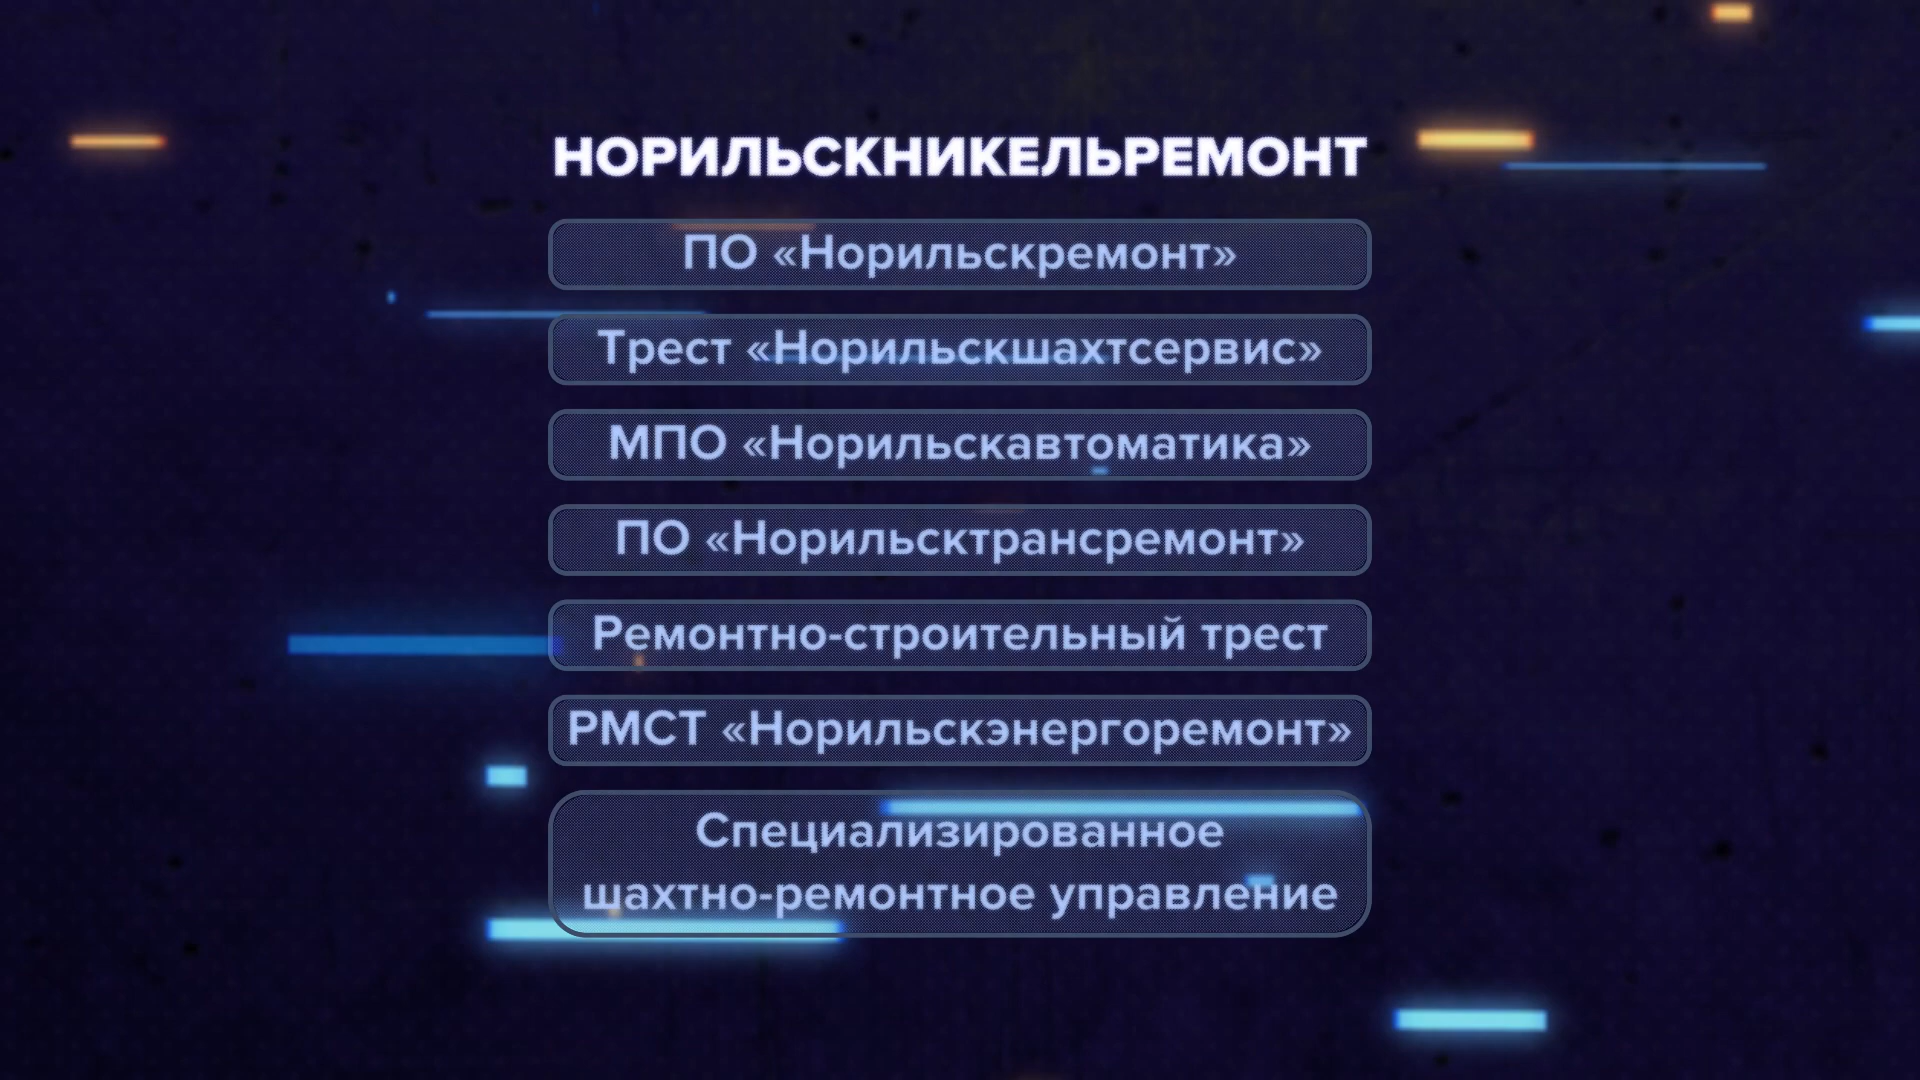 НОРИЛЬСКНИКЕЛЬРЕМОНТ
ПО «Норильскремонт»
Трест «Норильскшахтсервис»
МПО «Норильскавтоматика»
ПО «Норильсктрансремонт»
Ремонтно-строительный трест
РМСТ «Норильскэнергоремонт»
Специализированное
шахтно-ремонтное управление